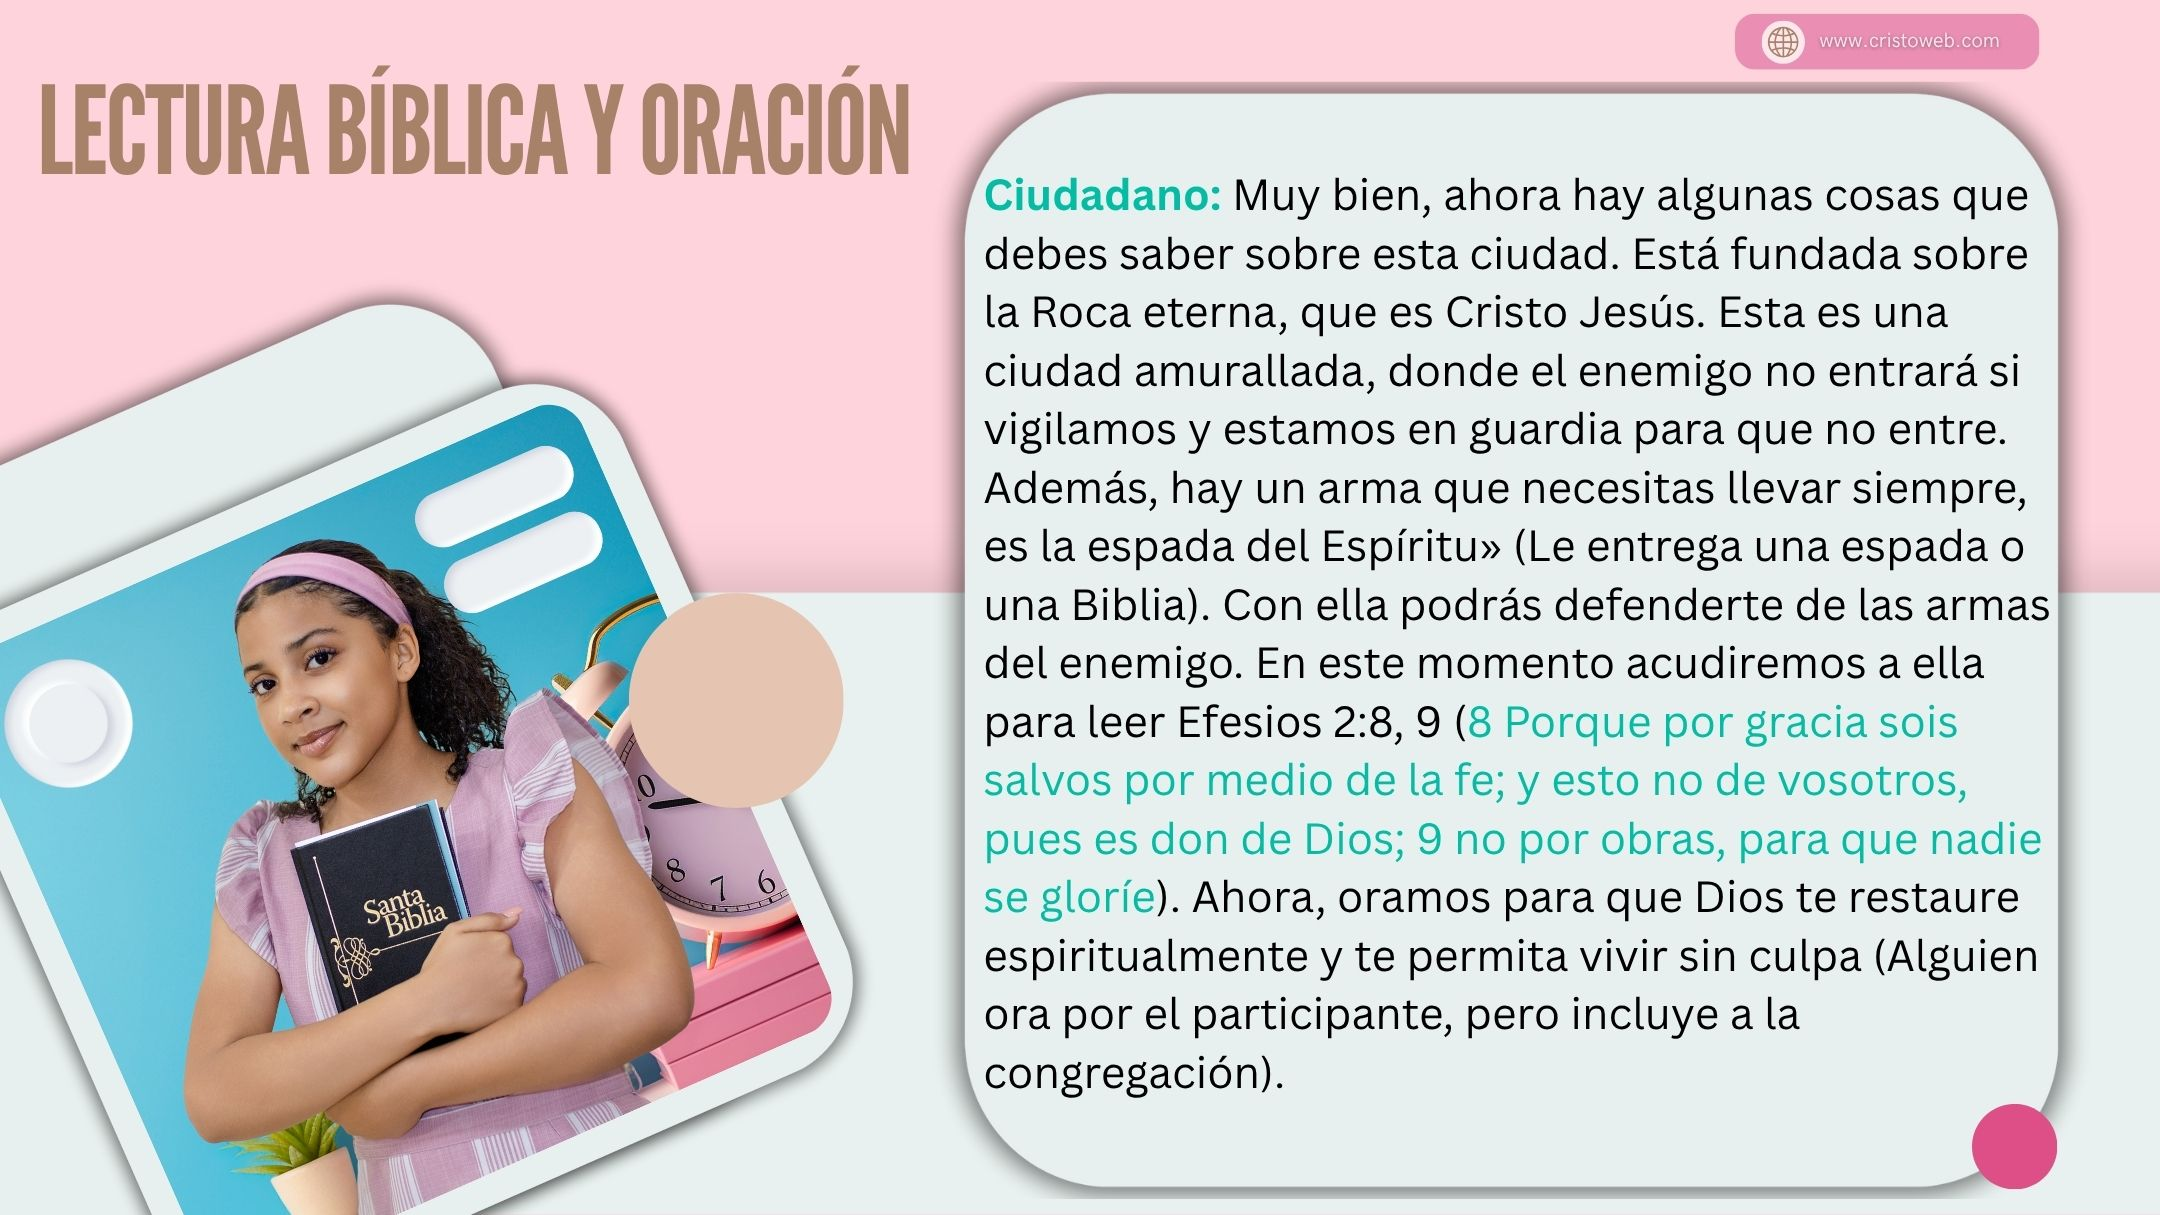 www.cristoweb.com
LECTURA BÍBLICA Y ORACIÓN
Ciudadano: Muy bien, ahora hay algunas cosas que
debes saber sobre esta ciudad. Está fundada sobre
la Roca eterna, que es Cristo Jesús. Esta es una
ciudad amurallada, donde el enemigo no entrará si
vigilamos y estamos en guardia para que no entre.
Además, hay un arma que necesitas llevar siempre,
es la espada del Espíritu» (Le entrega una espada o
una Biblia). Con ella podrás defenderte de las armas
del enemigo. En este momento acudiremos a ella
para leer Efesios 2:8, 9 (8 Porque por gracia sois
salvos por medio de la fe; y esto no de vosotros,
pues es don de Dios; 9 no por obras, para que nadie
se gloríe). Ahora, oramos para que Dios te restaure
espiritualmente y te permita vivir sin culpa (Alguien
ora por el participante, pero incluye a la
congregación).
Santa
Biblia
10
8
7
6